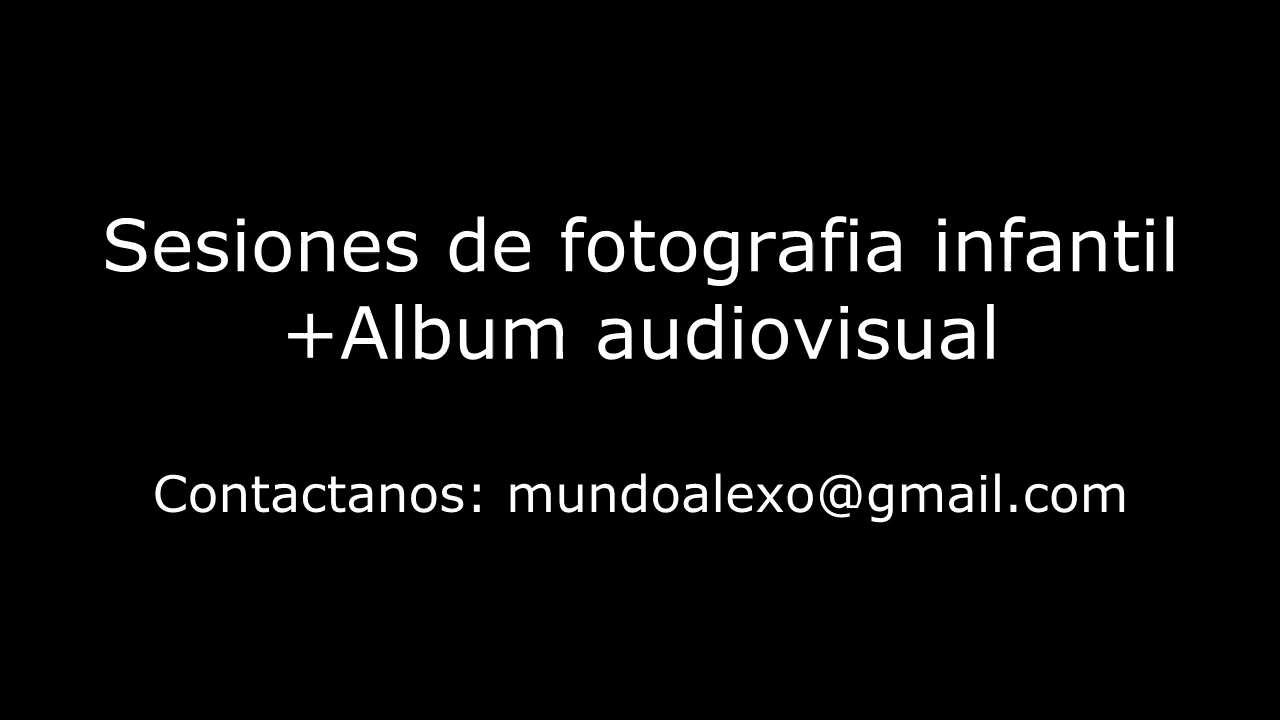 Sesiones de fotografia infantil
+Album audiovisual
Contactanos: mundoalexo@gmail.com